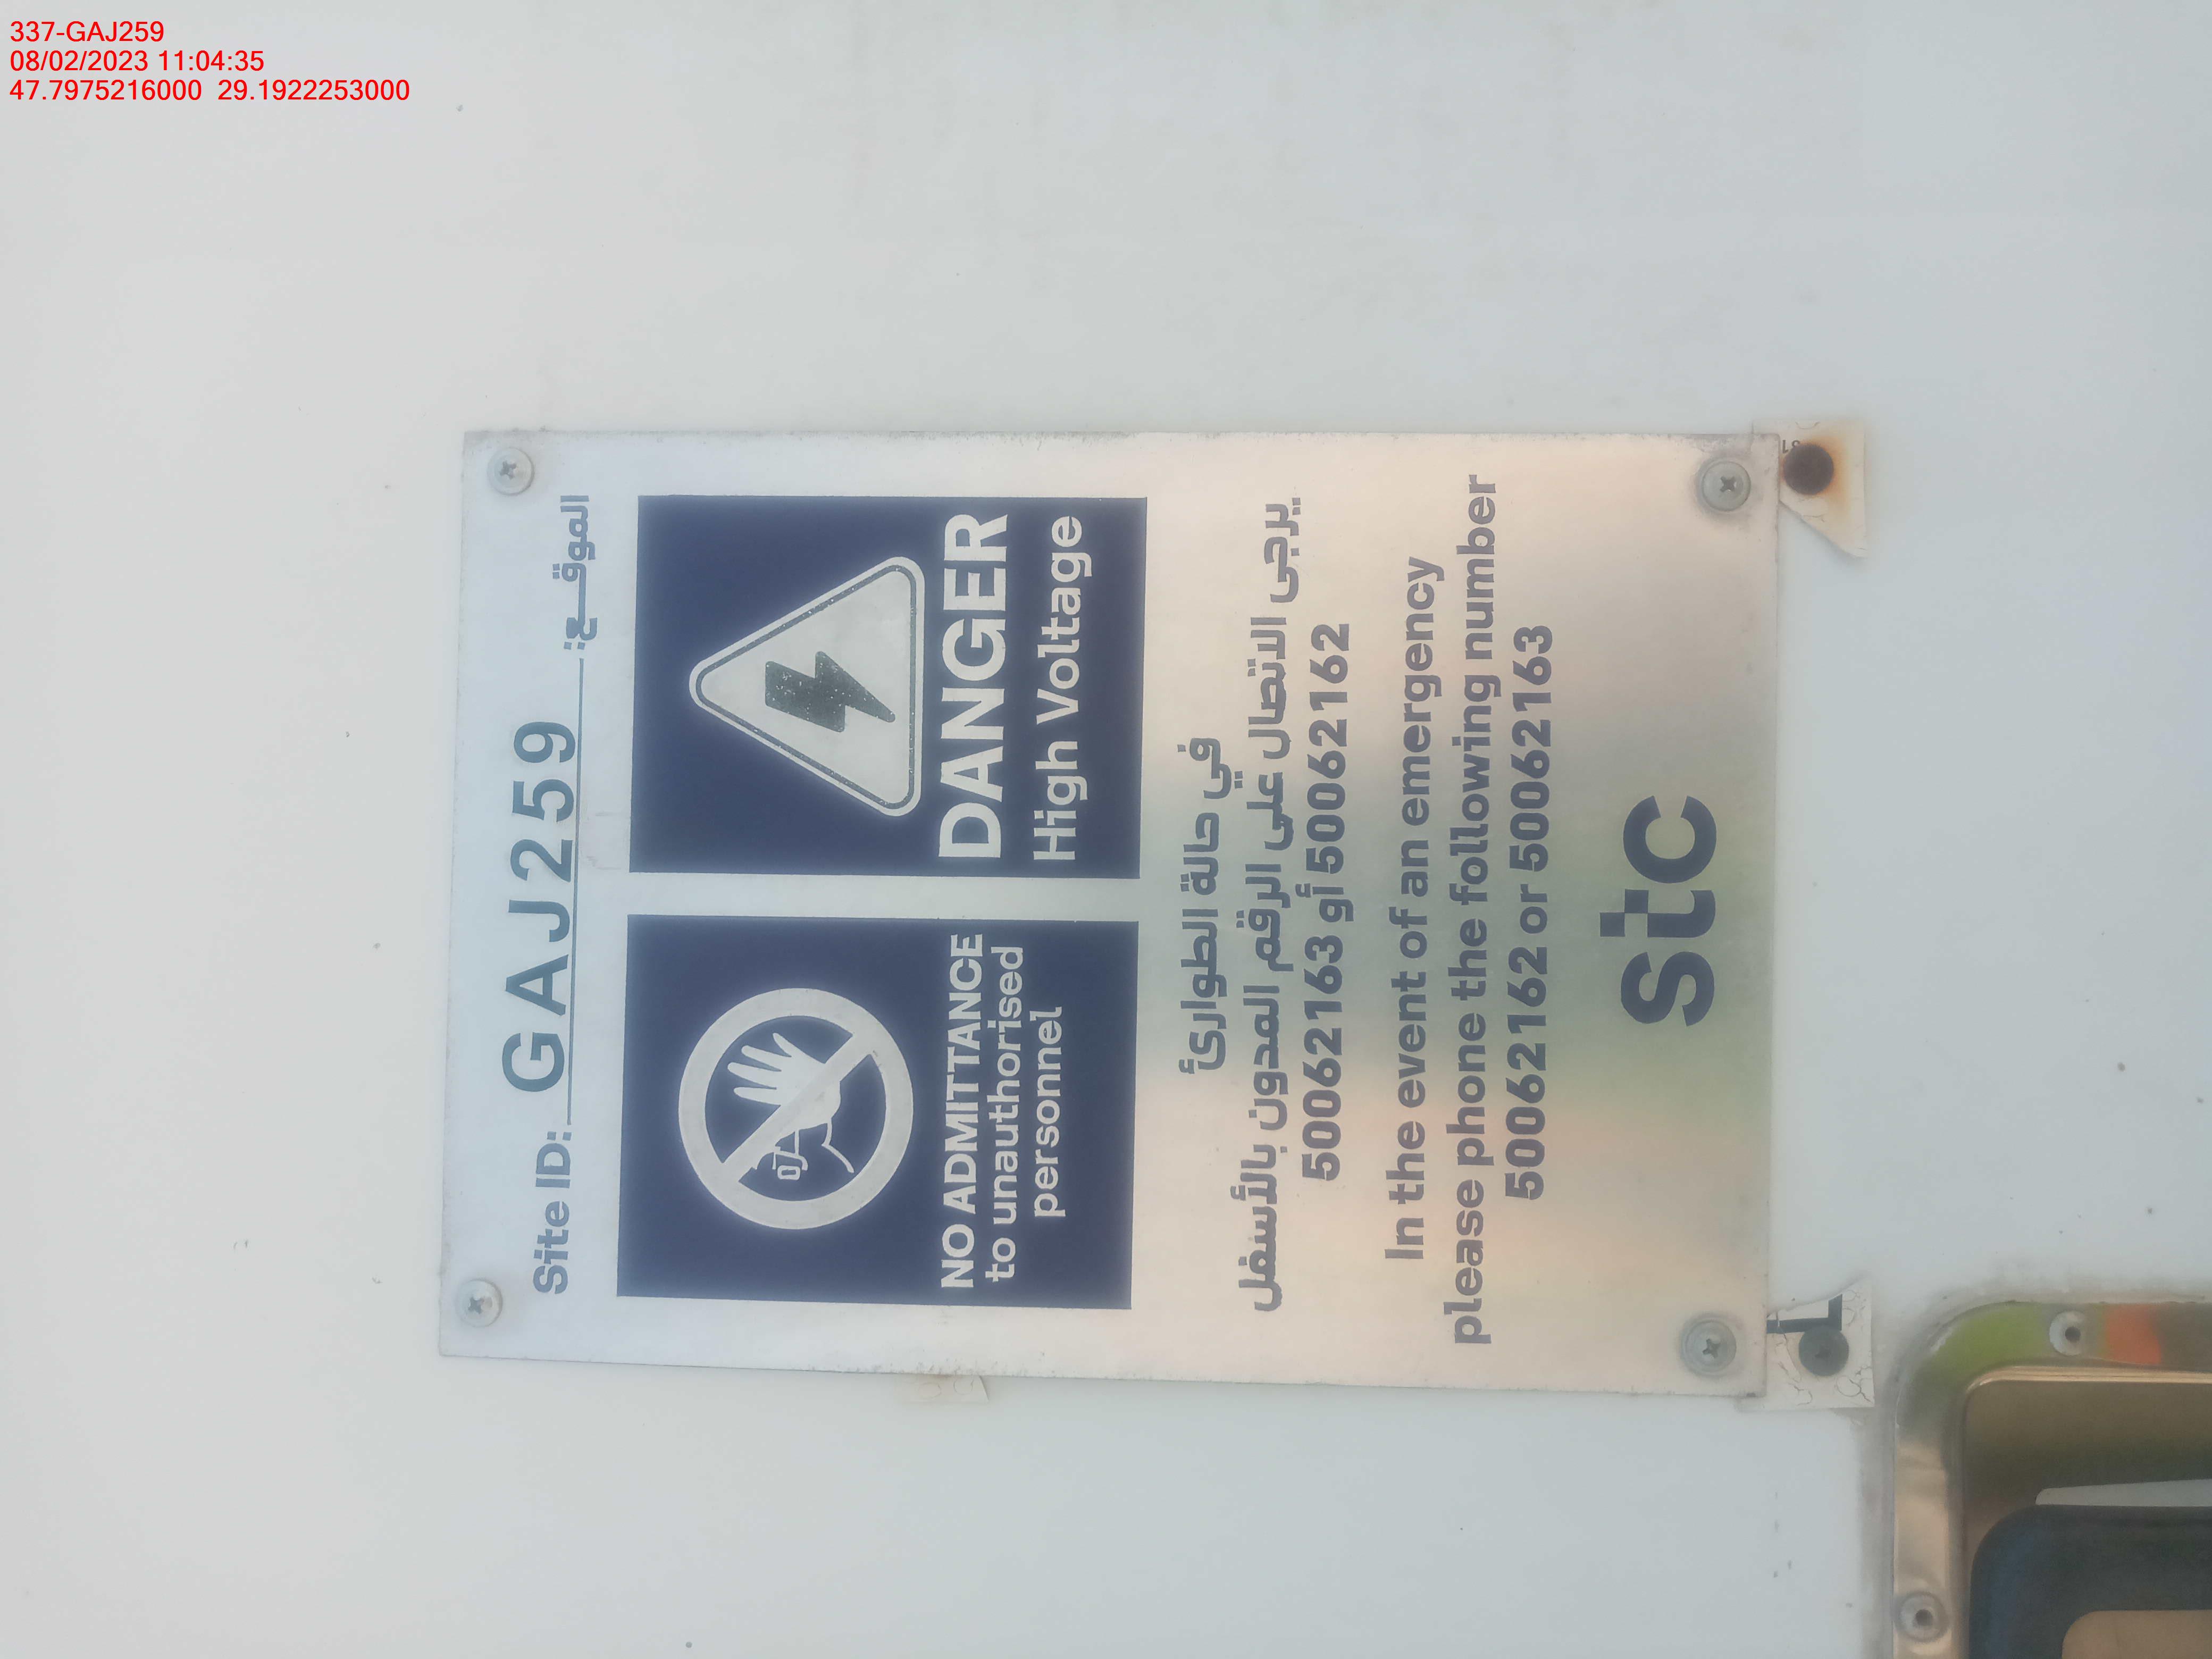 337-GAJ259
08/02/2023 11:04:35
47.7975216000 29.1922253000
Site ID: GAJ259 الموقـــع:
NO ADMITTANCE
to unauthorised
personnel
DANGER
High Voltage
في حالة الطوارئ
يرجى الاتصال على الرقم المدون بالأسفل
50062163 أو 50062162
In the event of an emergency
please phone the following number
50062162 or 50062163
stc